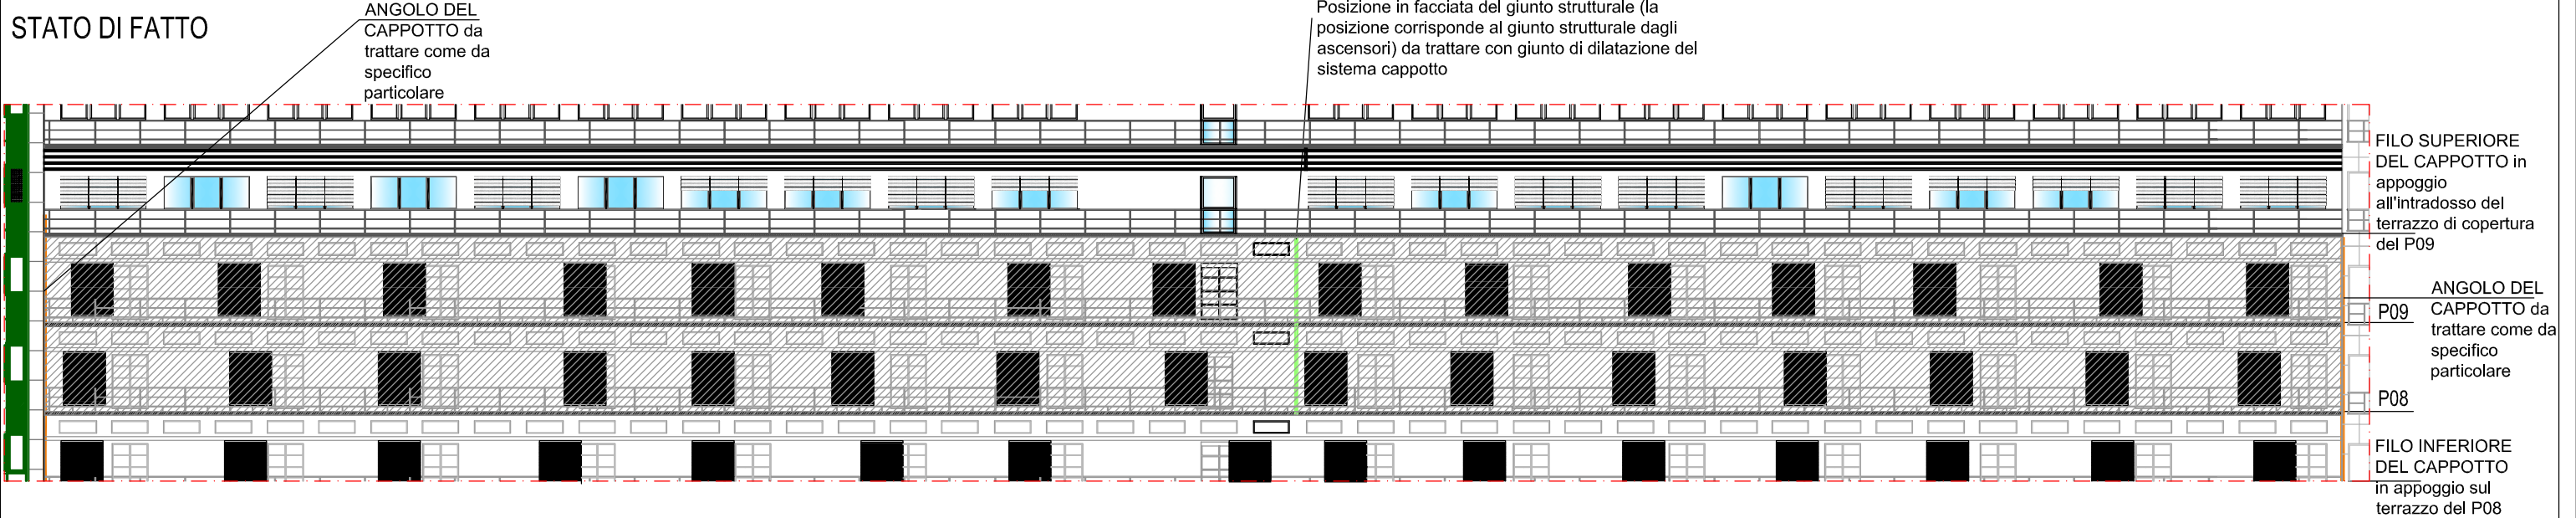 STATO DI FATTO
ANGOLO DEL
CAPPOTTO da
trattare come da
specifico
particolare
Posizione in facciata del giunto strutturale (la
posizione corrisponde al giunto strutturale dagli
ascensori) da trattare con giunto di dilatazione del
sistema cappotto
FILO SUPERIORE
DEL CAPPOTTO in
appoggio
all'intradosso del
terrazzo di copertura
del P09
ANGOLO DEL
CAPPOTTO da
trattare come da
specifico
particolare
P09
P08
FILO INFERIORE
DEL CAPPOTTO
in appoggio sul
terrazzo del P08